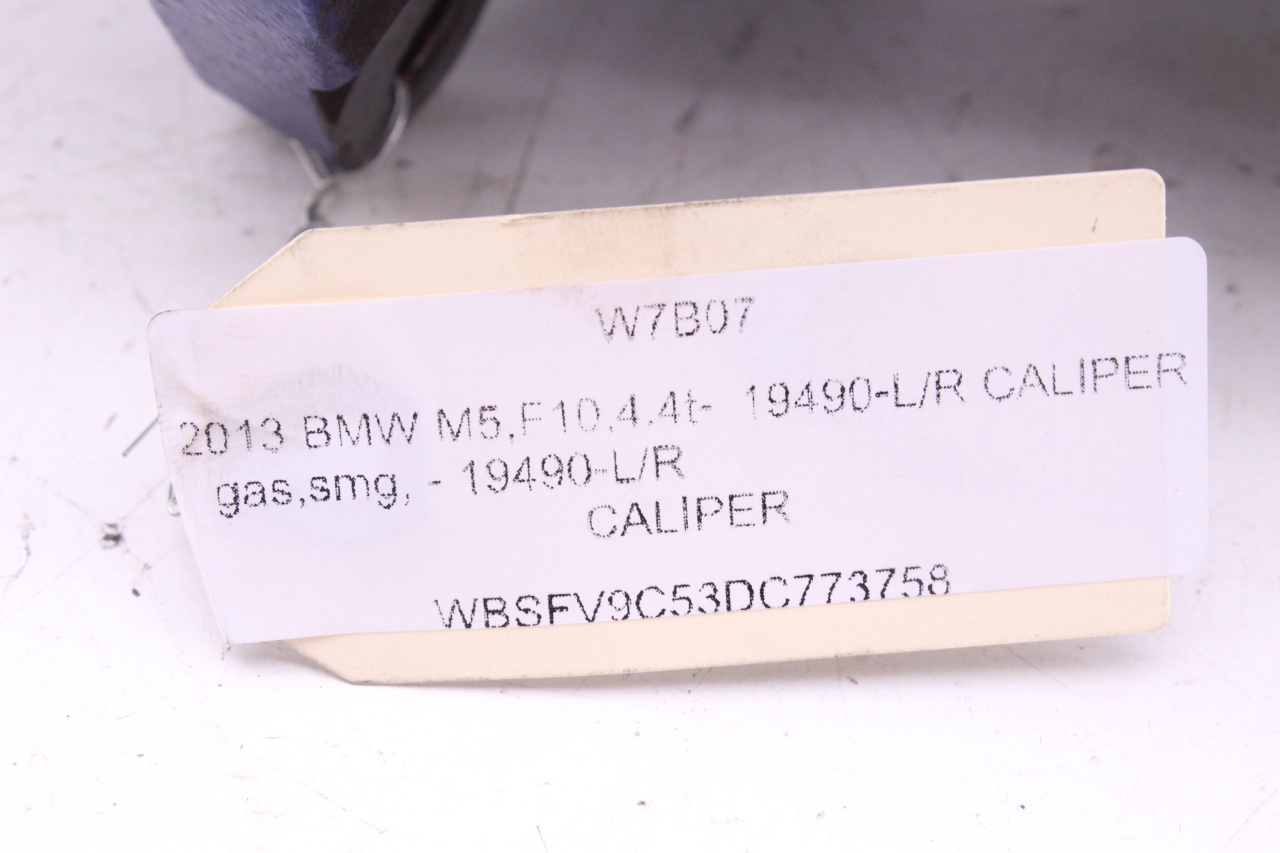 W7B07
2013 BMW M5,F10,4.4t- 19490-L/R CALIPER
gas,smg, - 19490-L/R
CALIPER
WBSFV9C53DC773758